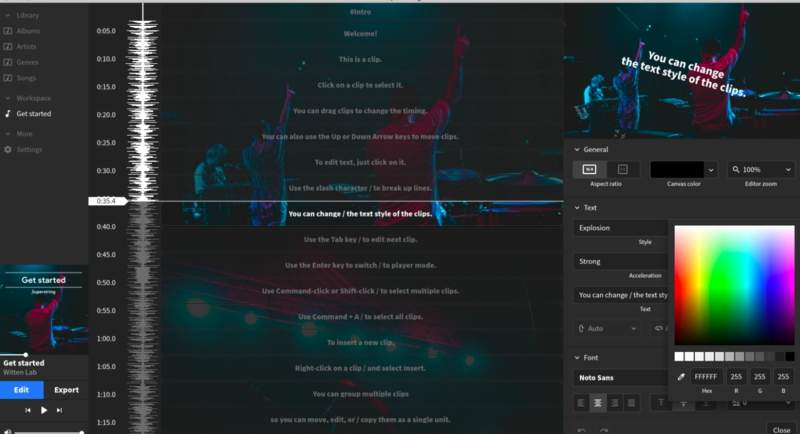 Library
Albums
Artists
Genres
Songs
Workspace
Get started
More
Settings
Get started
Superstring
Get started
Witten Lab
Edit
Export
0:05.0
0:10.0
0:15.0
0:20.0
0:25.0
0:30.0
0:35.4
0:40.0
0:45.0
0:50.0
0:55.0
1:00.0
1:05.0
1:10.0
1:15.0
#Intro
Welcome!
This is a clip.
Click on a clip to select it.
You can drag clips to change the timing.
You can also use the Up or Down Arrow keys to move clips.
To edit text, just click on it.
Use the slash character / to break up lines.
You can change / the text style of the clips.
Use the Tab key / to edit next clip.
Use the Enter key to switch / to player mode.
Use Command-click or Shift-click / to select multiple clips.
Use Command + A / to select all clips.
To insert a new clip,
Right-click on a clip / and select Insert.
You can group multiple clips
so you can move, edit, or / copy them as a single unit.
You can change
the text style of the clips.
General
Aspect ratio
Canvas color
100%
Editor zoom
Text
Explosion
Style
Strong
Acceleration
You can change / the text sty
Text
Auto
Font
Noto Sans
FFFFFF
255
255
255
Hex
R
G
B
0
Close